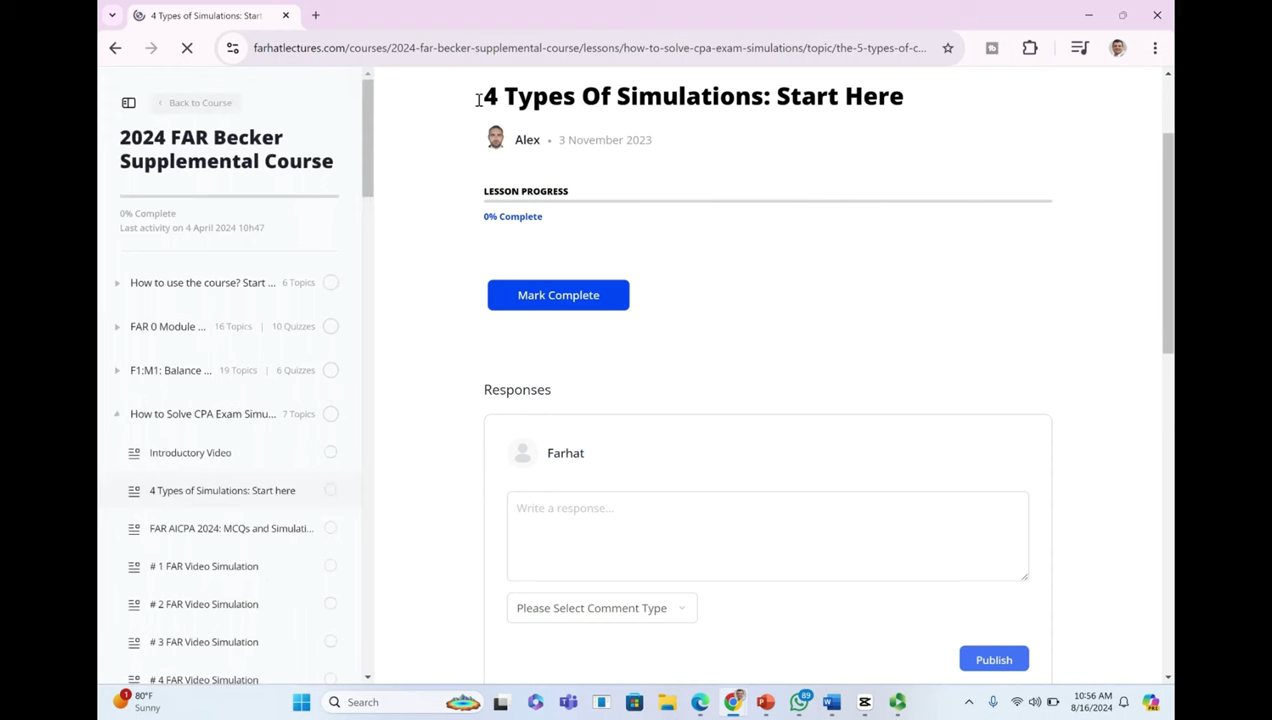 4 Types of Simulations: Start
farhatlectures.com/courses/2024-far-becker-supplemental-course/lessons/how-to-solve-cpa-exam-simulations/topic/the-5-types-of-c...
Back to Course
2024 FAR Becker
Supplemental Course
0% Complete
Last activity on 4 April 2024 10h47
How to use the course? Start ... 6 Topics
FAR 0 Module ... 16 Topics | 10 Quizzes
F1:M1: Balance ... 19 Topics | 6 Quizzes
How to Solve CPA Exam Simu... 7 Topics
Introductory Video
4 Types of Simulations: Start here
FAR AICPA 2024: MCQs and Simulati...
# 1 FAR Video Simulation
# 2 FAR Video Simulation
# 3 FAR Video Simulation
# 4 FAR Video Simulation
4 Types Of Simulations: Start Here
Alex • 3 November 2023
LESSON PROGRESS
0% Complete
Mark Complete
Responses
Farhat
Write a response...
Please Select Comment Type
Publish
80°F
Sunny
1
Search
89
10:56 AM
8/16/2024